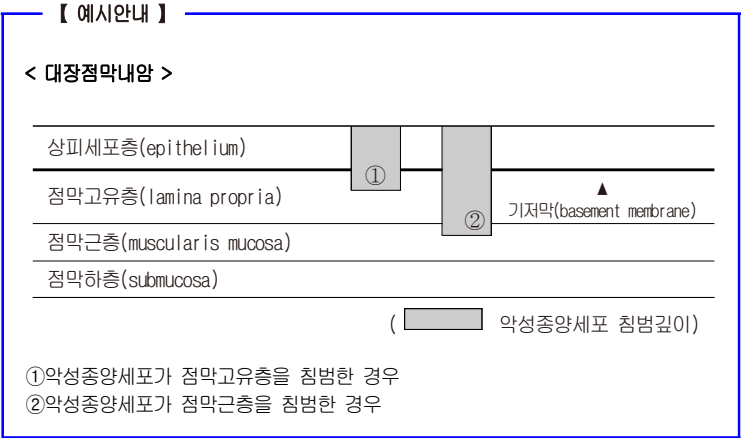 【 예시안내 】
< 대장점막내암 >
상피세포층(epithelium)
①
점막고유층(lamina propria)
▲
②
기저막(basement membrane)
점막근층(muscularis mucosa)
점막하층(submucosa)
( 악성종양세포 침범깊이)
①악성종양세포가 점막고유층을 침범한 경우
②악성종양세포가 점막근층을 침범한 경우